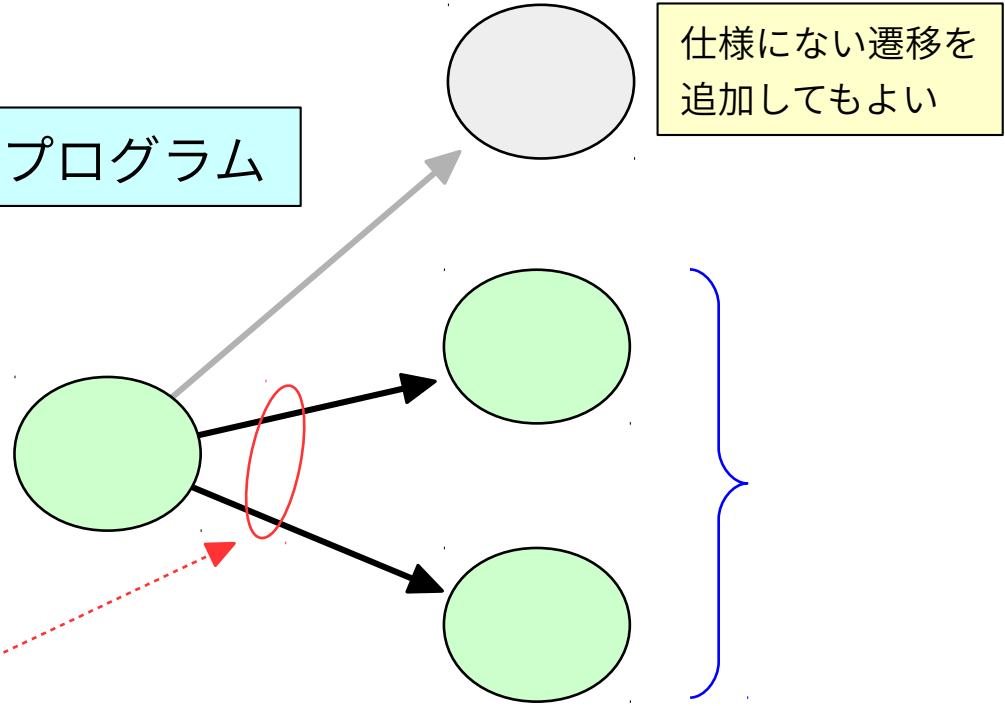 仕様にない遷移を
追加してもよい
プログラム